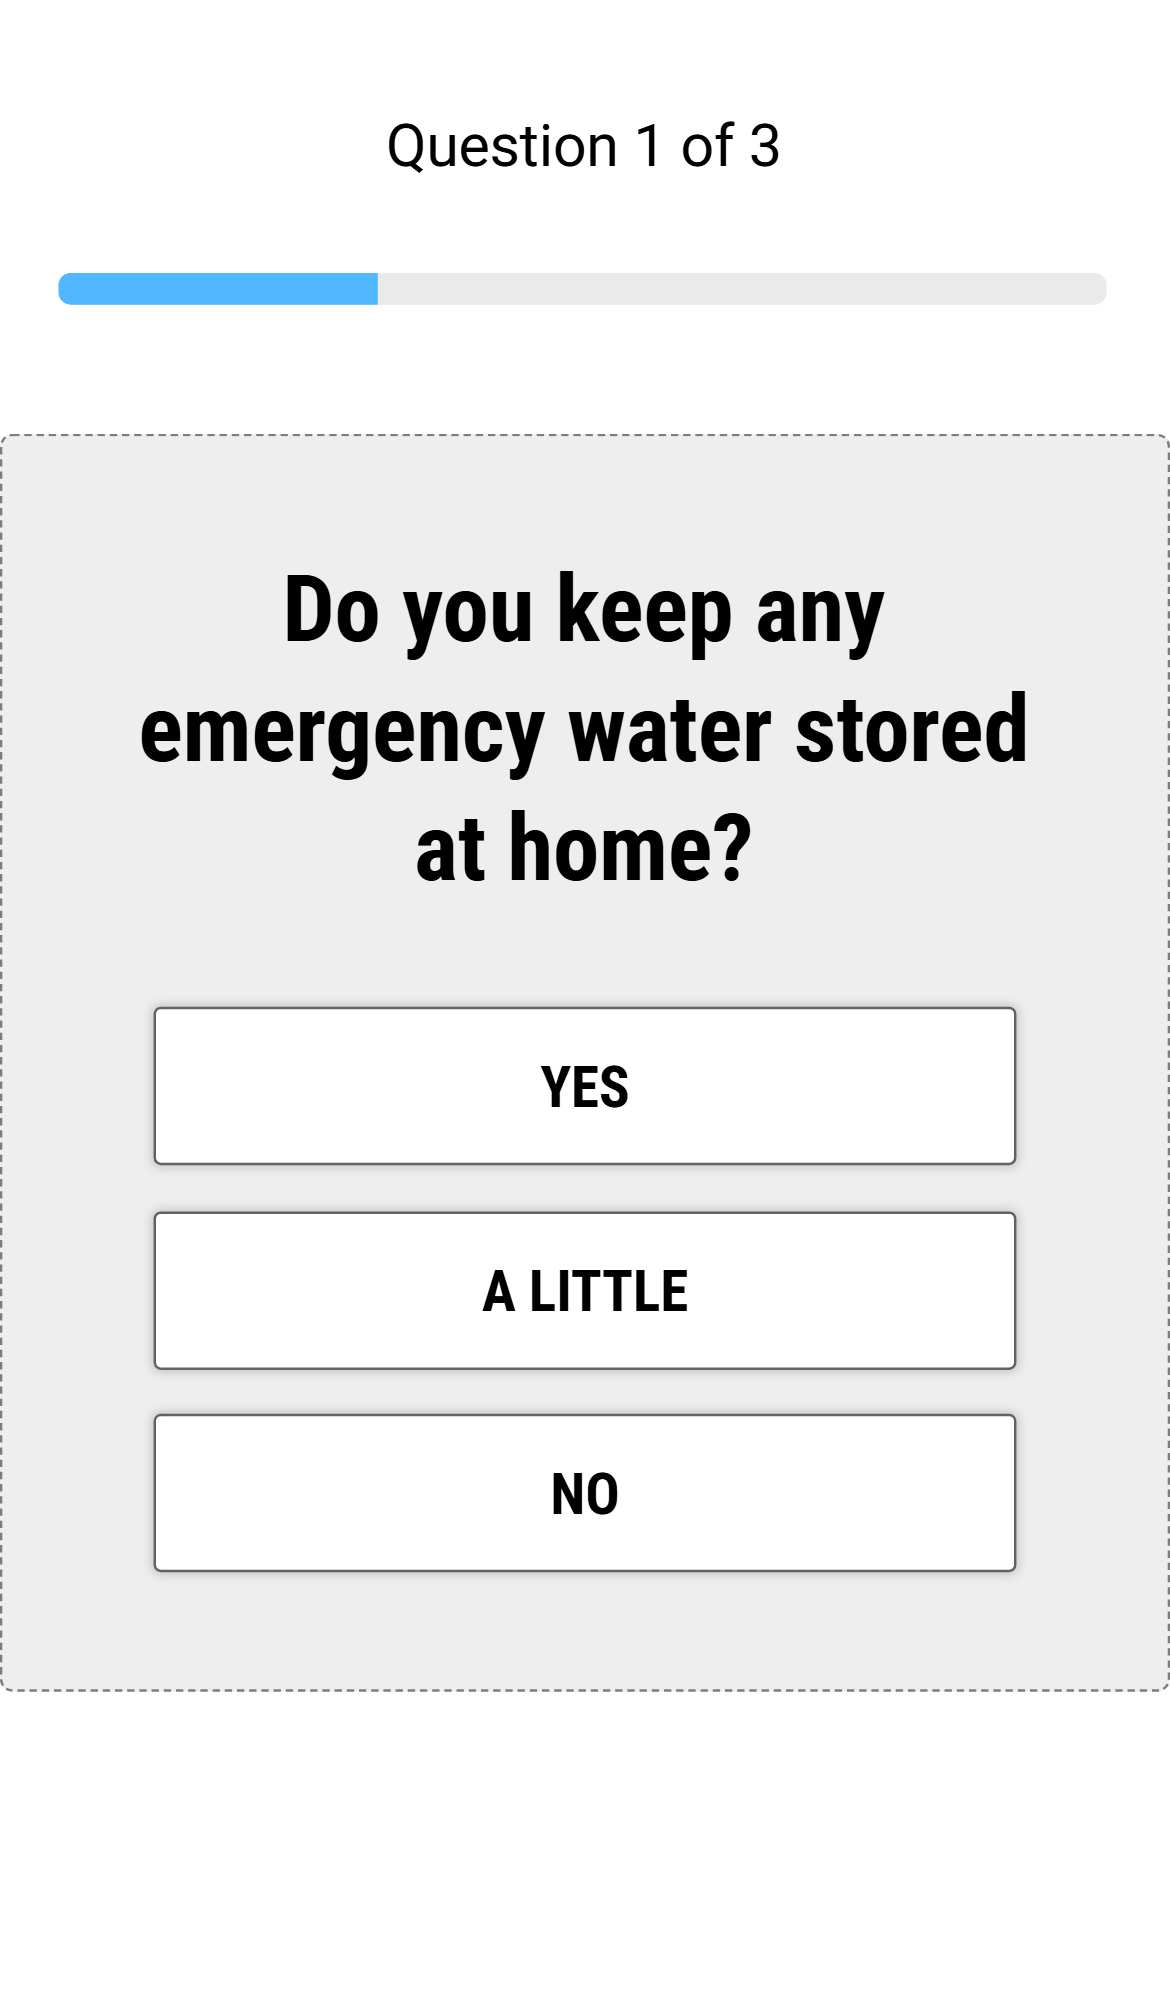 Question 1 of 3
Do you keep any
emergency water stored
at home?
YES
A LITTLE
NO